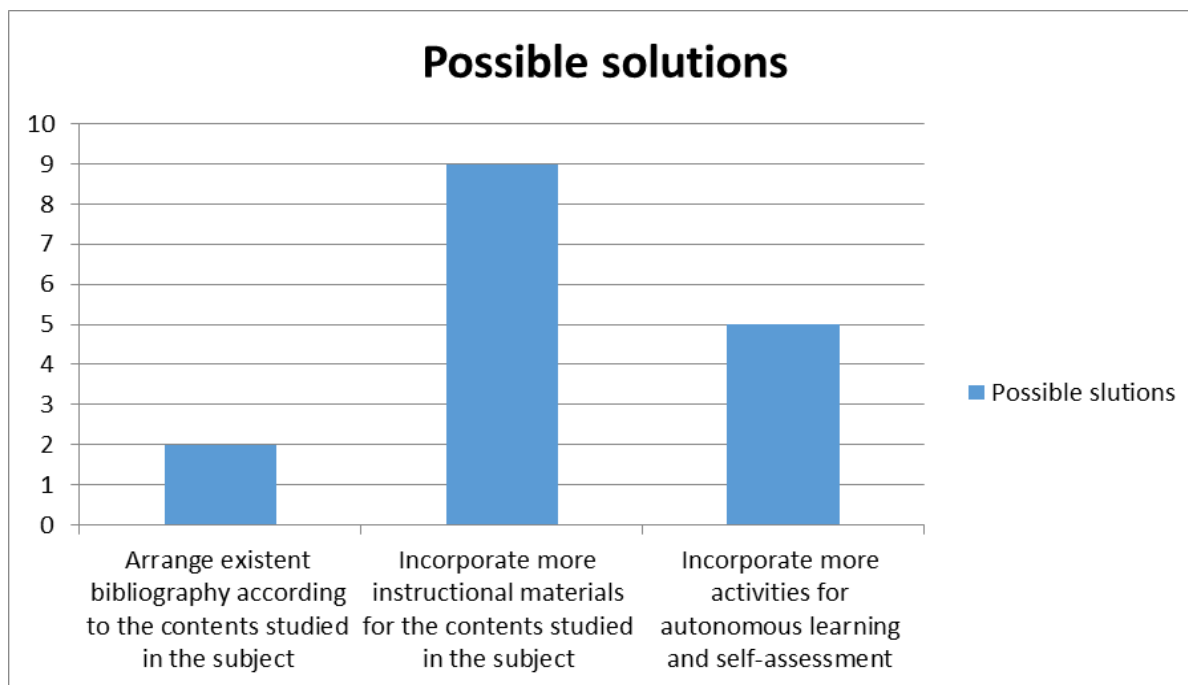 Possible solutions
10
9
8
7
6
5
4
3
2
1
0
Arrange existent
bibliography according
to the contents studied
in the subject
Incorporate more
instructional materials
for the contents studied
in the subject
Incorporate more
activities for
autonomous learning
and self-assessment
Possible slutions